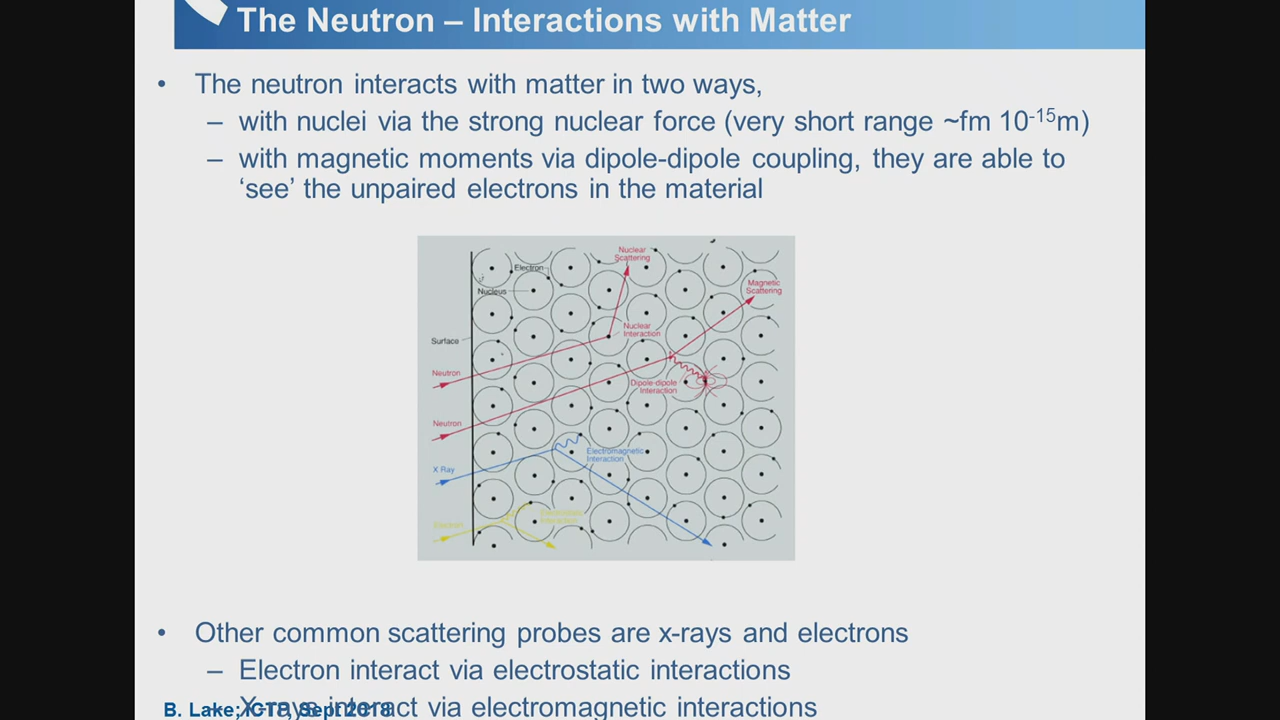 The Neutron – Interactions with Matter
• The neutron interacts with matter in two ways,
– with nuclei via the strong nuclear force (very short range ~fm 10-15m)
– with magnetic moments via dipole-dipole coupling, they are able to
‘see’ the unpaired electrons in the material
Nuclear
Scattering
Electron
Nucleus
Magnetic
Scattering
Nuclear
Interaction
Surface
Neutron
Dipole-dipole
Interaction
Neutron
Electromagnetic
Interaction
X Ray
Electrostatic
Interaction
Electron
• Other common scattering probes are x-rays and electrons
– Electron interact via electrostatic interactions
– X-rays interact via electromagnetic interactions
B. Lake; ICTP, Sept 2018